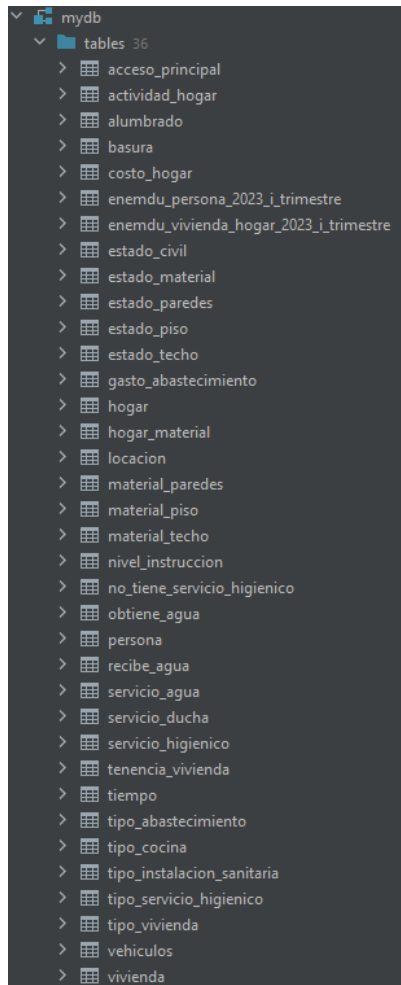 mydb
tables 36
acceso_principal
actividad_hogar
alumbrado
basura
costo_hogar
enemdu_persona_2023_i_trimestre
enemdu_vivienda_hogar_2023_i_trimestre
estado_civil
estado_material
estado_paredes
estado_piso
estado_techo
gasto_abastecimiento
hogar
hogar_material
locacion
material_paredes
material_piso
material_techo
nivel_instruccion
no_tiene_servicio_higienico
obtiene_agua
persona
recibe_agua
servicio_agua
servicio_ducha
servicio_higienico
tenencia_vivienda
tiempo
tipo_abastecimiento
tipo_cocina
tipo_instalacion_sanitaria
tipo_servicio_higienico
tipo_vivienda
vehiculos
vivienda